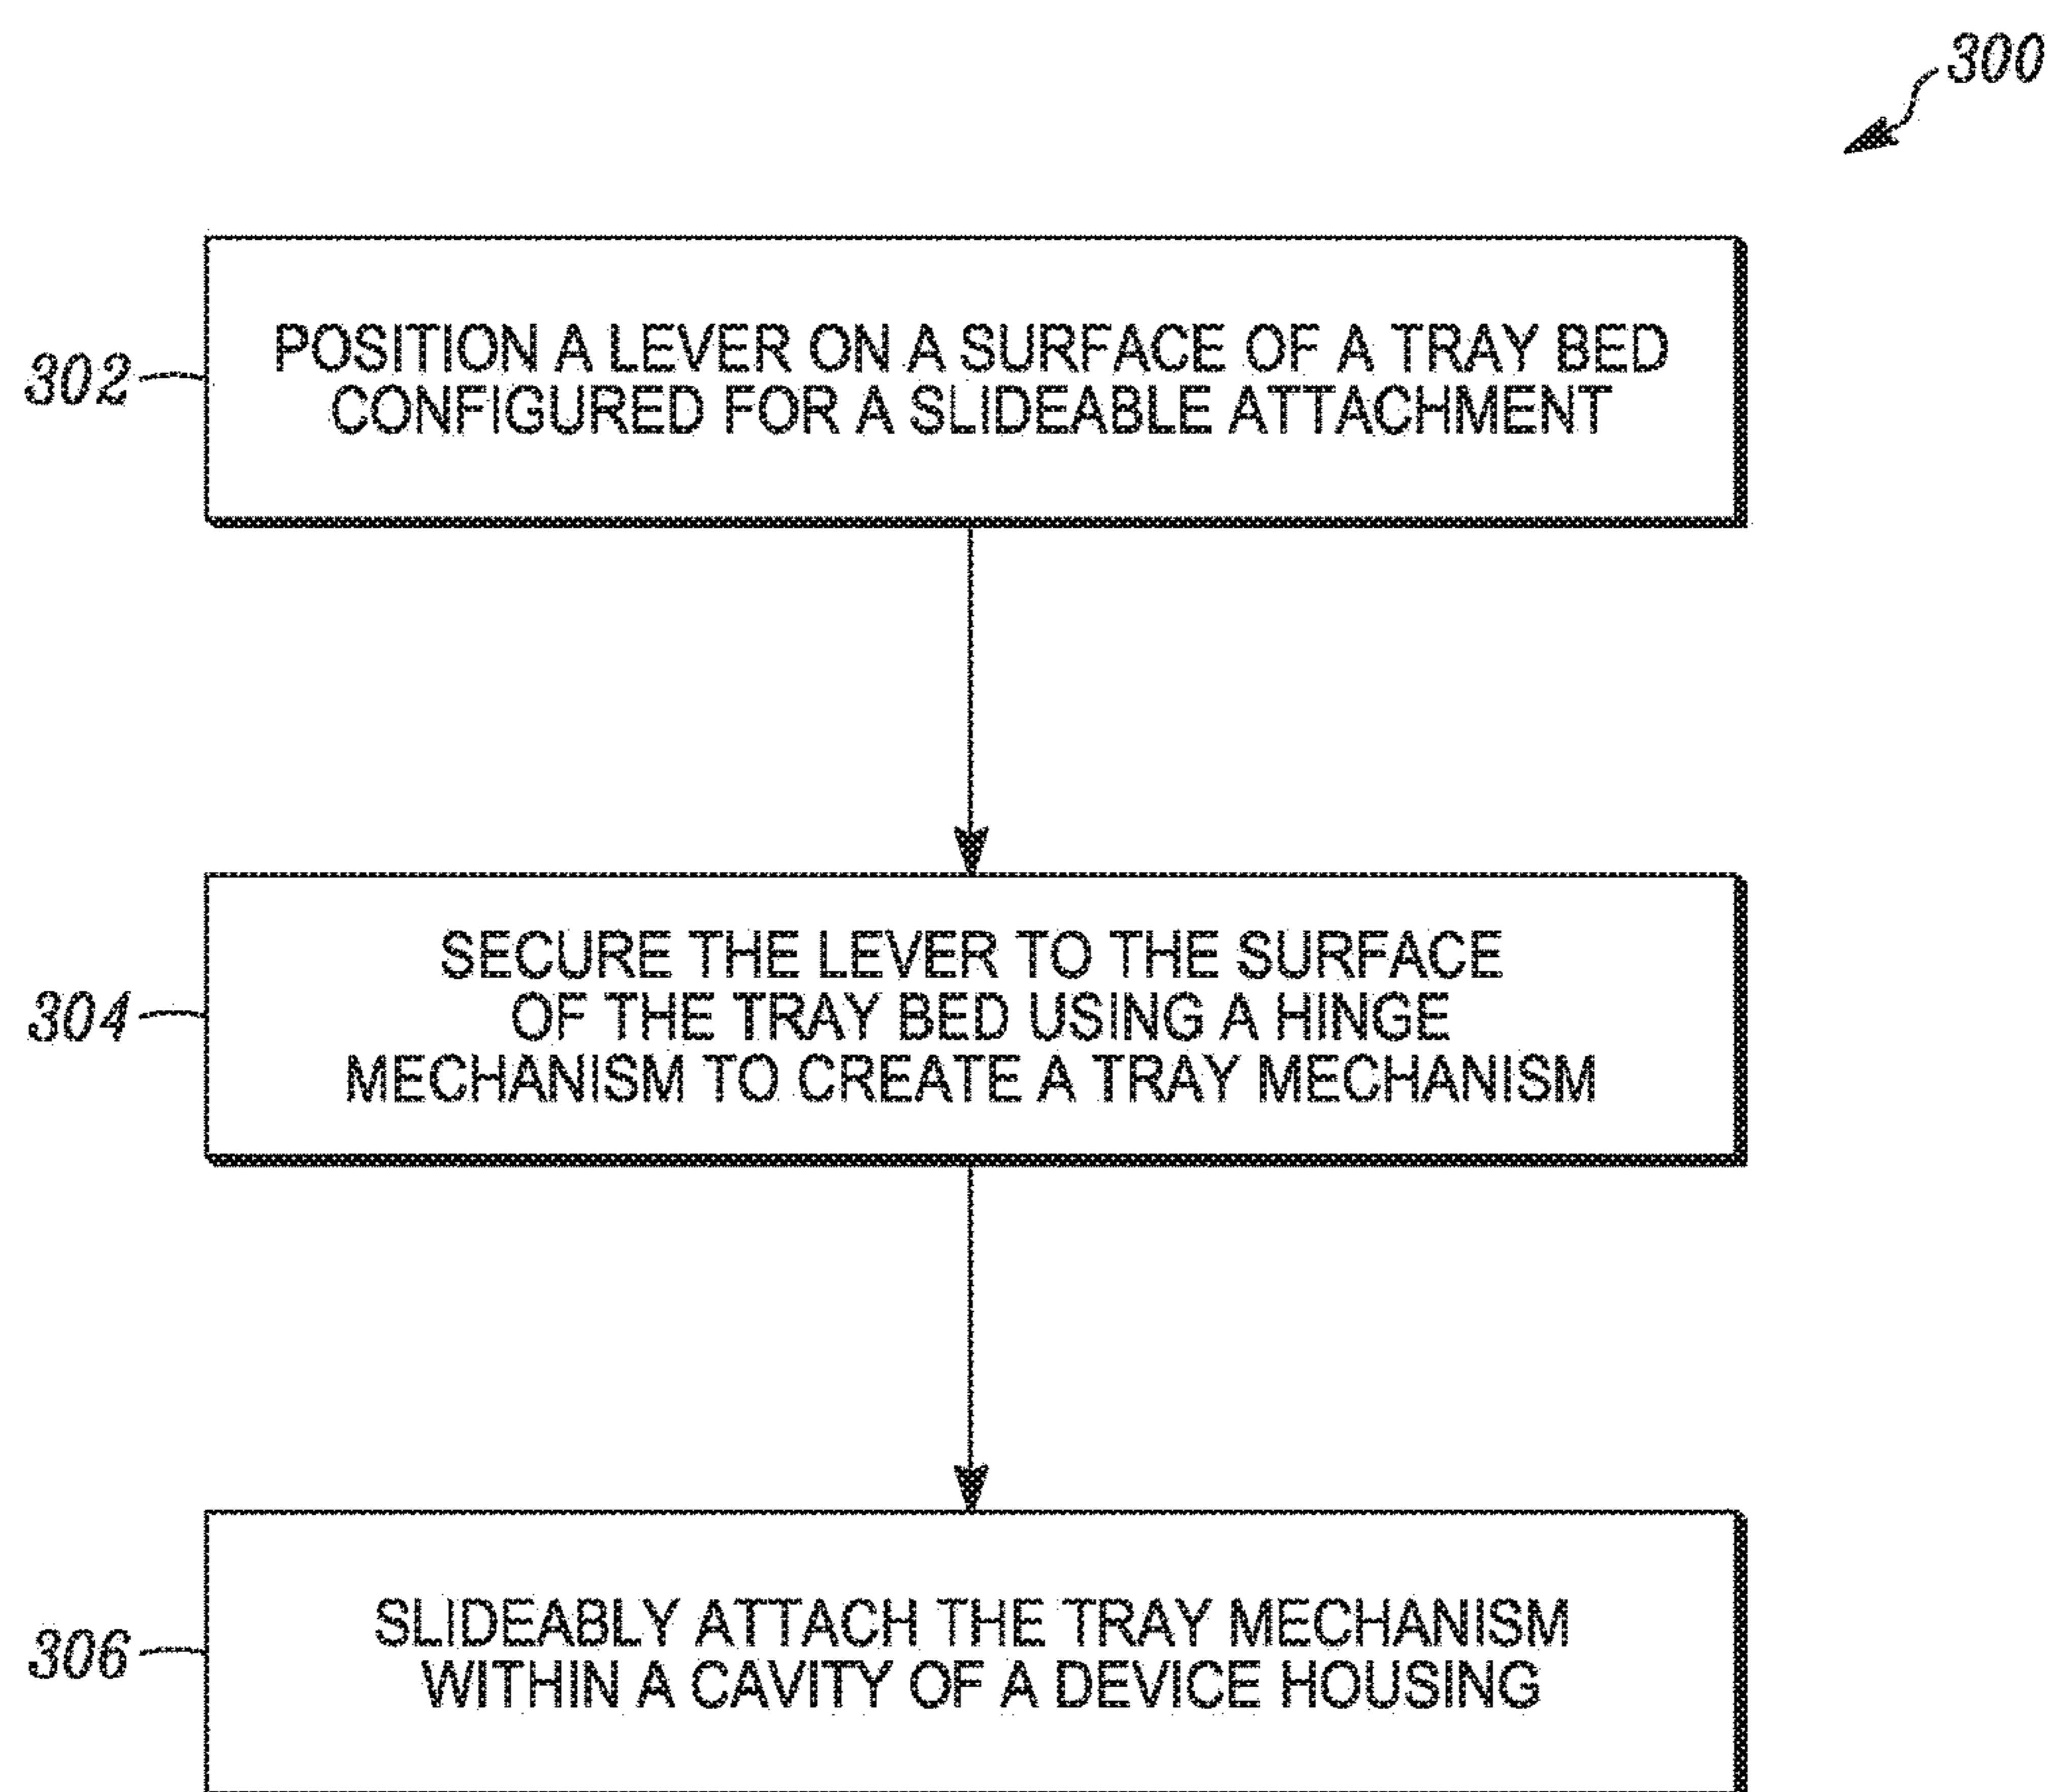 300
302
POSITION A LEVER ON A SURFACE OF A TRAY BED
CONFIGURED FOR A SLIDEABLE ATTACHMENT
304
SECURE THE LEVER TO THE SURFACE
OF THE TRAY BED USING A HINGE
MECHANISM TO CREATE A TRAY MECHANISM
306
SLIDEABLY ATTACH THE TRAY MECHANISM
WITHIN A CAVITY OF A DEVICE HOUSING